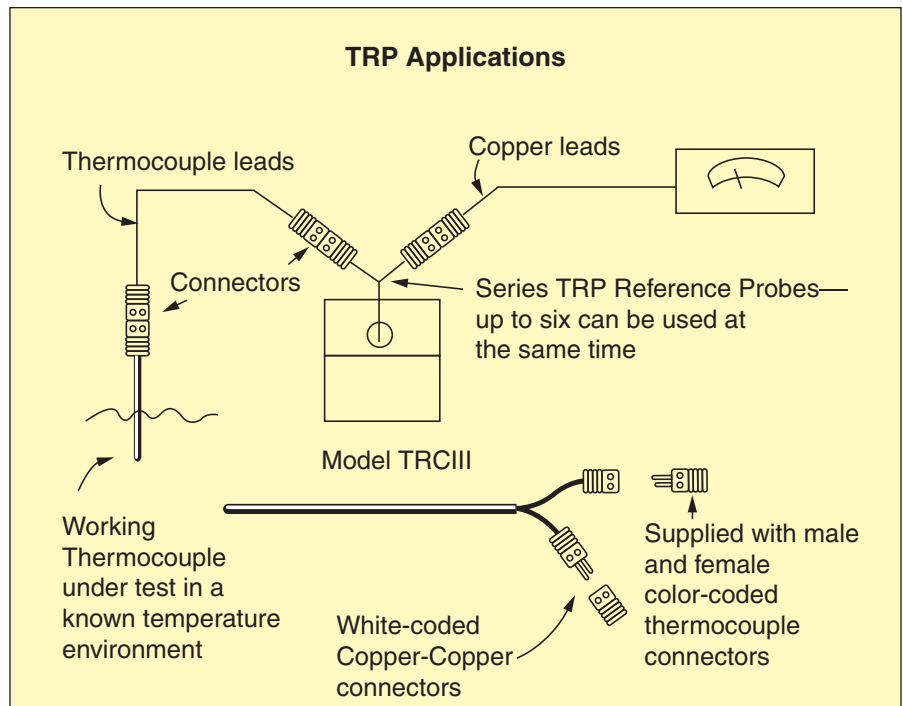 TRP Applications
Thermocouple leads
Copper leads
Connectors
Series TRP Reference Probes—
up to six can be used at
the same time
Model TRCIII
Working
Thermocouple
under test in a
known temperature
environment
White-coded
Copper-Copper
connectors
Supplied with male
and female
color-coded
thermocouple
connectors